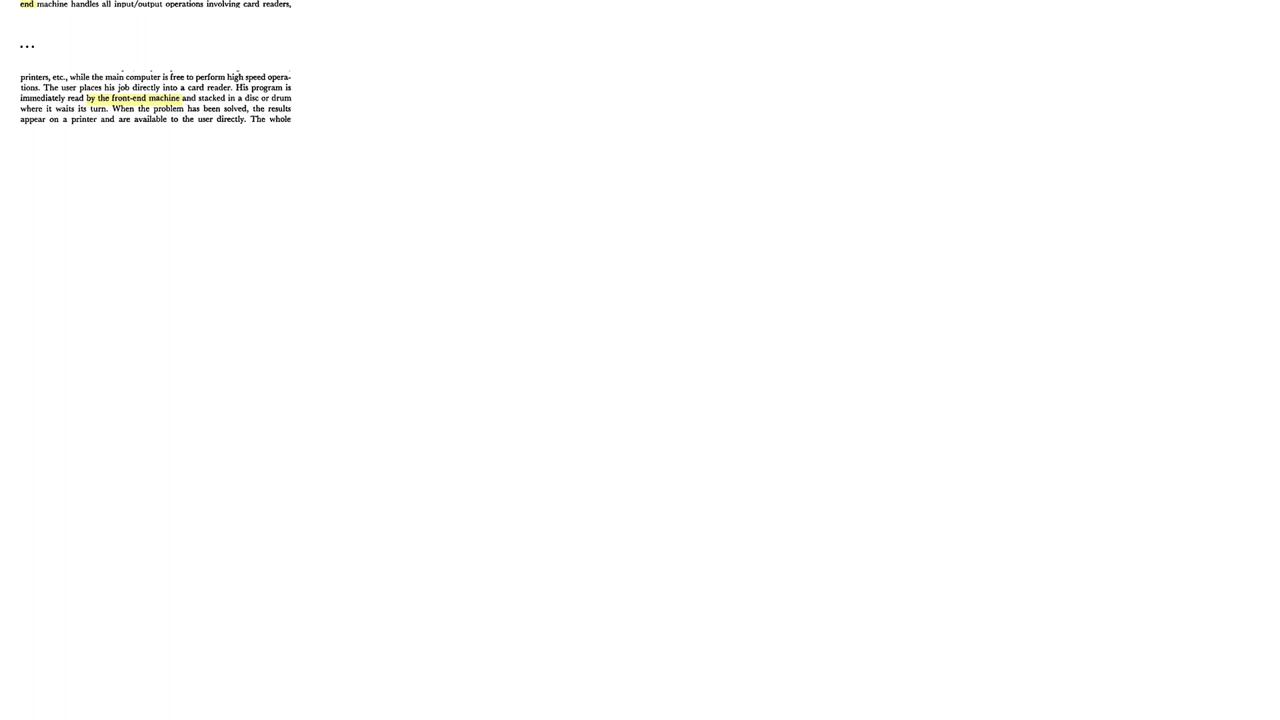 end machine handles all input/output operations involving card readers,
...
printers, etc., while the main computer is free to perform high speed opera-
tions. The user places his job directly into a card reader. His program is
immediately read by the front-end machine and stacked in a disc or drum
where it waits its turn. When the problem has been solved, the results
appear on a printer and are available to the user directly. The whole